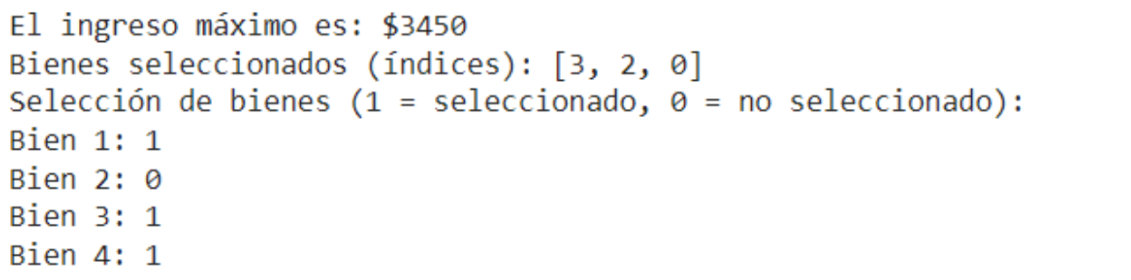 El ingreso máximo es: $3450
Bienes seleccionados (índices): [3, 2, 0]
Selección de bienes (1 = seleccionado, 0 = no seleccionado):
Bien 1: 1
Bien 2: 0
Bien 3: 1
Bien 4: 1